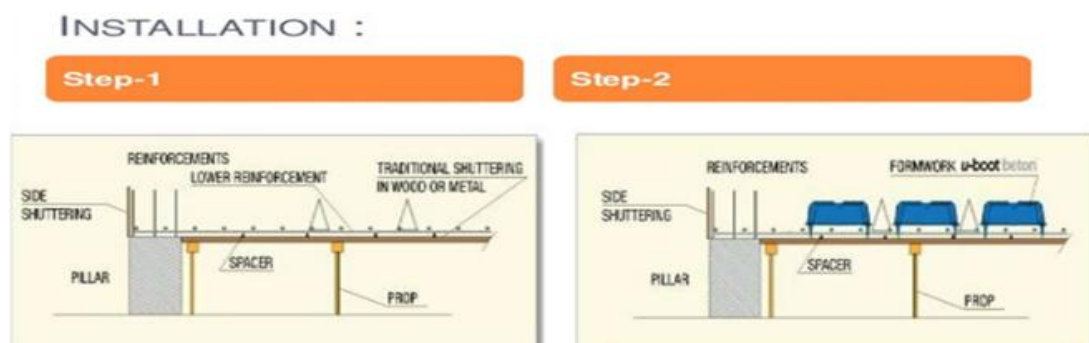 INSTALLATION :
Step-1
Step-2
REINFORCEMENTS
LOWER REINFORCEMENT
TRADITIONAL SHUTTERING
IN WOOD OR METAL
SIDE
SHUTTERING
SPACER
PILLAR
PROP
REINFORCEMENTS
FORMWORK u-boot beton
SIDE
SHUTTERING
SPACER
PILLAR
PROP